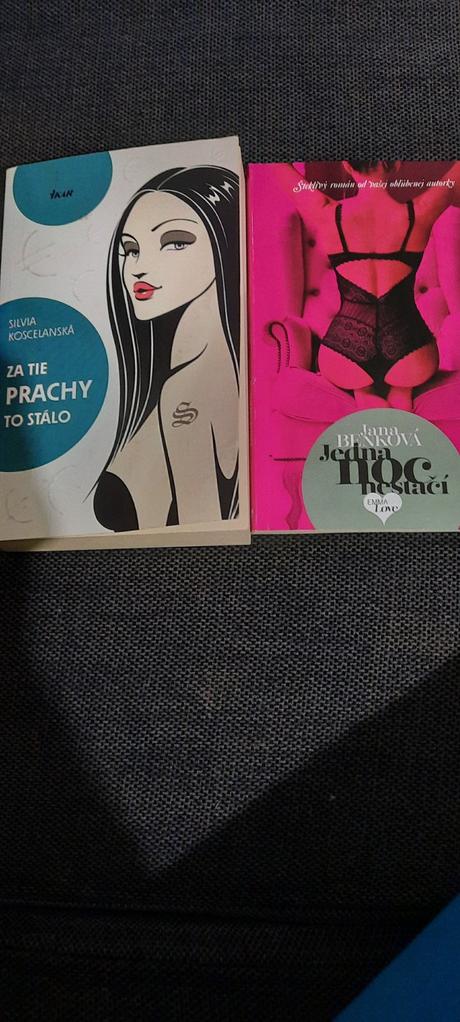 IKAR
SILVIA
KOSCELANSKÁ
ZA TIE
PRACHY
TO STÁLO
S
Šteklivý román od vašej obľúbenej autorky
Jana
BENKOVÁ
Jedna
noc
nestačí
EMMA
Love